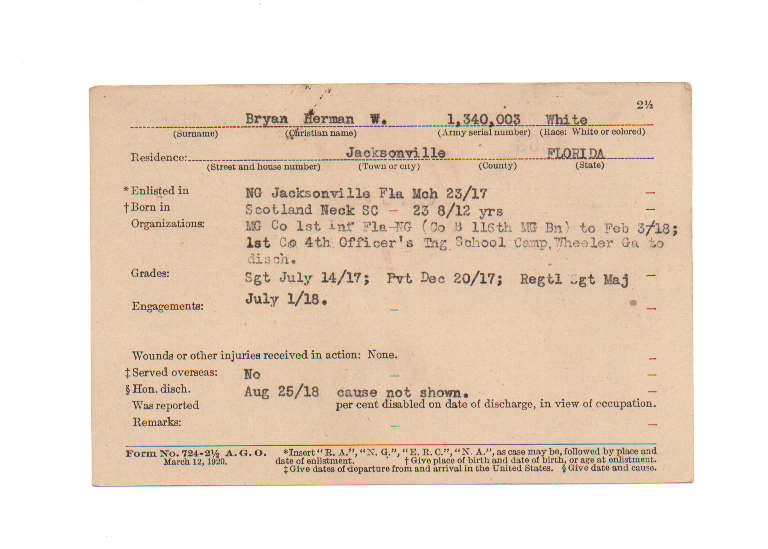 2½
Bryan Herman W. 1,340,003 White
(Surname) (Christian name) (Army serial number) (Race: White or colored)
Residence: Jacksonville FLORIDA
(Street and house number) (Town or city) (County) (State)
*Enlisted in NG Jacksonville Fla Mch 23/17 —
†Born in Scotland Neck SC — 23 8/12 yrs —
Organizations: MG Co 1st Inf Fla-NG (Co B 116th MG Bn) to Feb 3/18;
1st Co 4th Officer's Tng School Camp, Wheeler Ga to
disch.
Grades: Sgt July 14/17; Pvt Dec 20/17; Regtl Sgt Maj —
July 1/18.
Engagements: — —
Wounds or other injuries received in action: None. —
‡Served overseas: No — —
§Hon. disch. Aug 25/18 cause not shown. —
Was reported per cent disabled on date of discharge, in view of occupation.
Remarks: — —
Form No. 724-2½ A. G. O. *Insert "R. A.", "N. G.", "E. R. C.", "N. A.", as case may be, followed by place and
March 12, 1920. date of enlistment. †Give place of birth and date of birth, or age at enlistment.
‡Give dates of departure from and arrival in the United States. §Give date and cause.